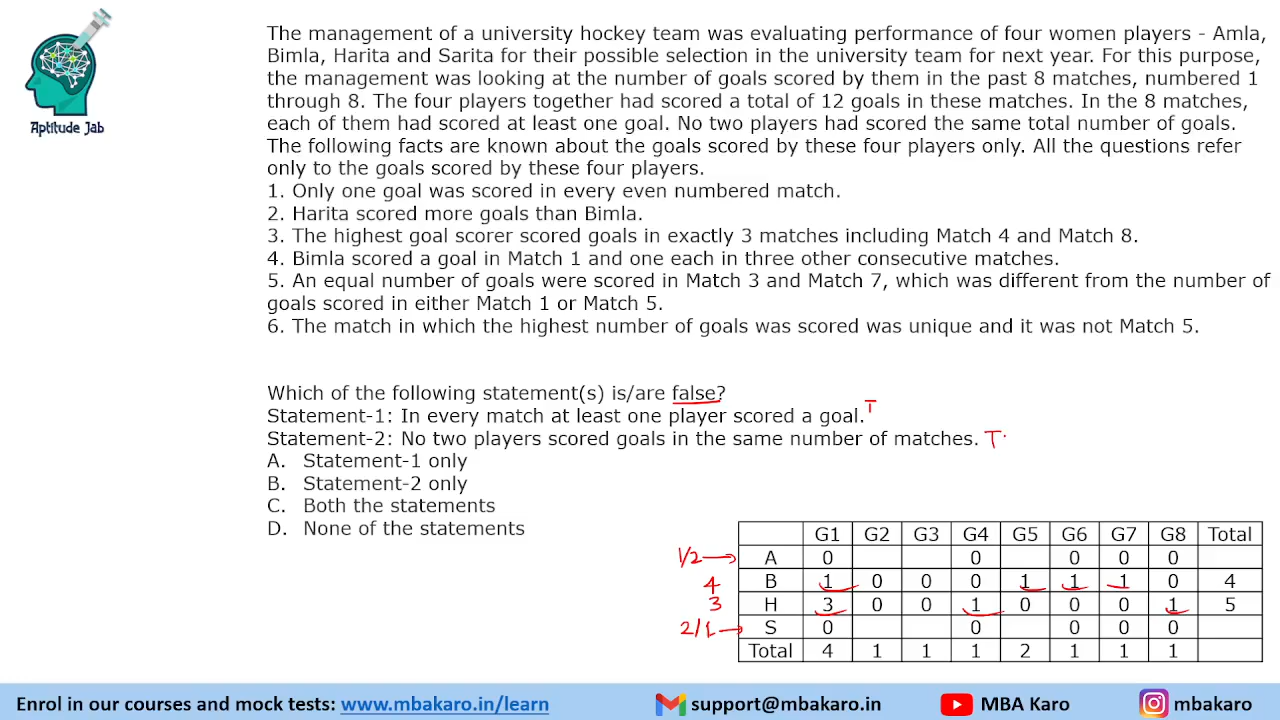 Aptitude Jab
The management of a university hockey team was evaluating performance of four women players - Amla,
Bimla, Harita and Sarita for their possible selection in the university team for next year. For this purpose,
the management was looking at the number of goals scored by them in the past 8 matches, numbered 1
through 8. The four players together had scored a total of 12 goals in these matches. In the 8 matches,
each of them had scored at least one goal. No two players had scored the same total number of goals.
The following facts are known about the goals scored by these four players only. All the questions refer
only to the goals scored by these four players.
1. Only one goal was scored in every even numbered match.
2. Harita scored more goals than Bimla.
3. The highest goal scorer scored goals in exactly 3 matches including Match 4 and Match 8.
4. Bimla scored a goal in Match 1 and one each in three other consecutive matches.
5. An equal number of goals were scored in Match 3 and Match 7, which was different from the number of
goals scored in either Match 1 or Match 5.
6. The match in which the highest number of goals was scored was unique and it was not Match 5.
Which of the following statement(s) is/are false?
Statement-1: In every match at least one player scored a goal. T
Statement-2: No two players scored goals in the same number of matches. T
A. Statement-1 only
B. Statement-2 only
C. Both the statements
D. None of the statements
G1 G2 G3 G4 G5 G6 G7 G8 Total
1/2 A 0 0 0 0 0
4 B 1 0 0 0 1 1 1 0 4
3 H 3 0 0 1 0 0 0 1 5
2/1 S 0 0 0 0 0
Total 4 1 1 1 2 1 1 1
Enrol in our courses and mock tests: www.mbakaro.in/learn support@mbakaro.in MBA Karo mbakaro